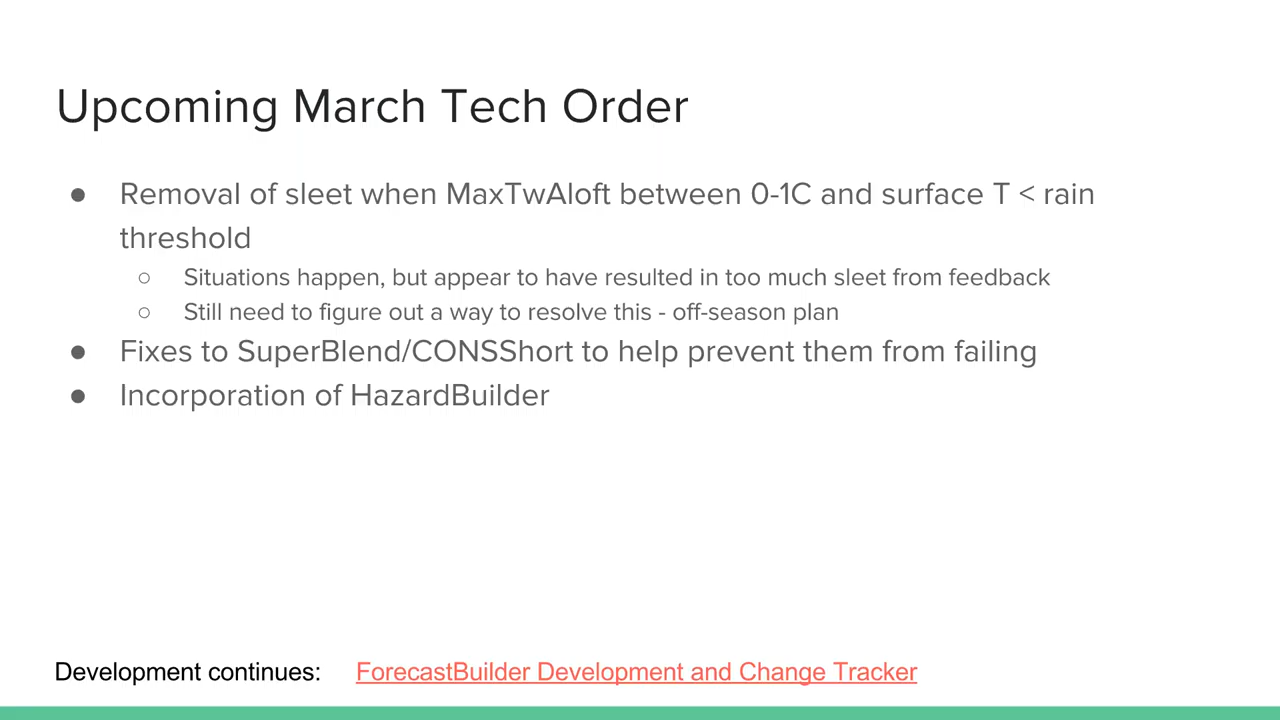 Upcoming March Tech Order
● Removal of sleet when MaxTwAloft between 0-1C and surface T < rain
threshold
○ Situations happen, but appear to have resulted in too much sleet from feedback
○ Still need to figure out a way to resolve this - off-season plan
● Fixes to SuperBlend/CONSShort to help prevent them from failing
● Incorporation of HazardBuilder
Development continues: ForecastBuilder Development and Change Tracker